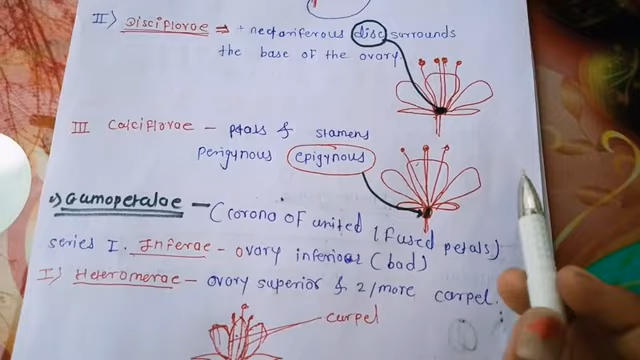 II) Disciflorae ⇒ + nectariferous disc surrounds
the base of the ovary.
III Calciflorae - petals & stamens
perigynous epigynous
Gamopetalae - (corona of united (fused petals)
series I. Inferae - ovary inferior (bad)
II) Heteromerae - ovary superior & 2/more carpel.
carpel